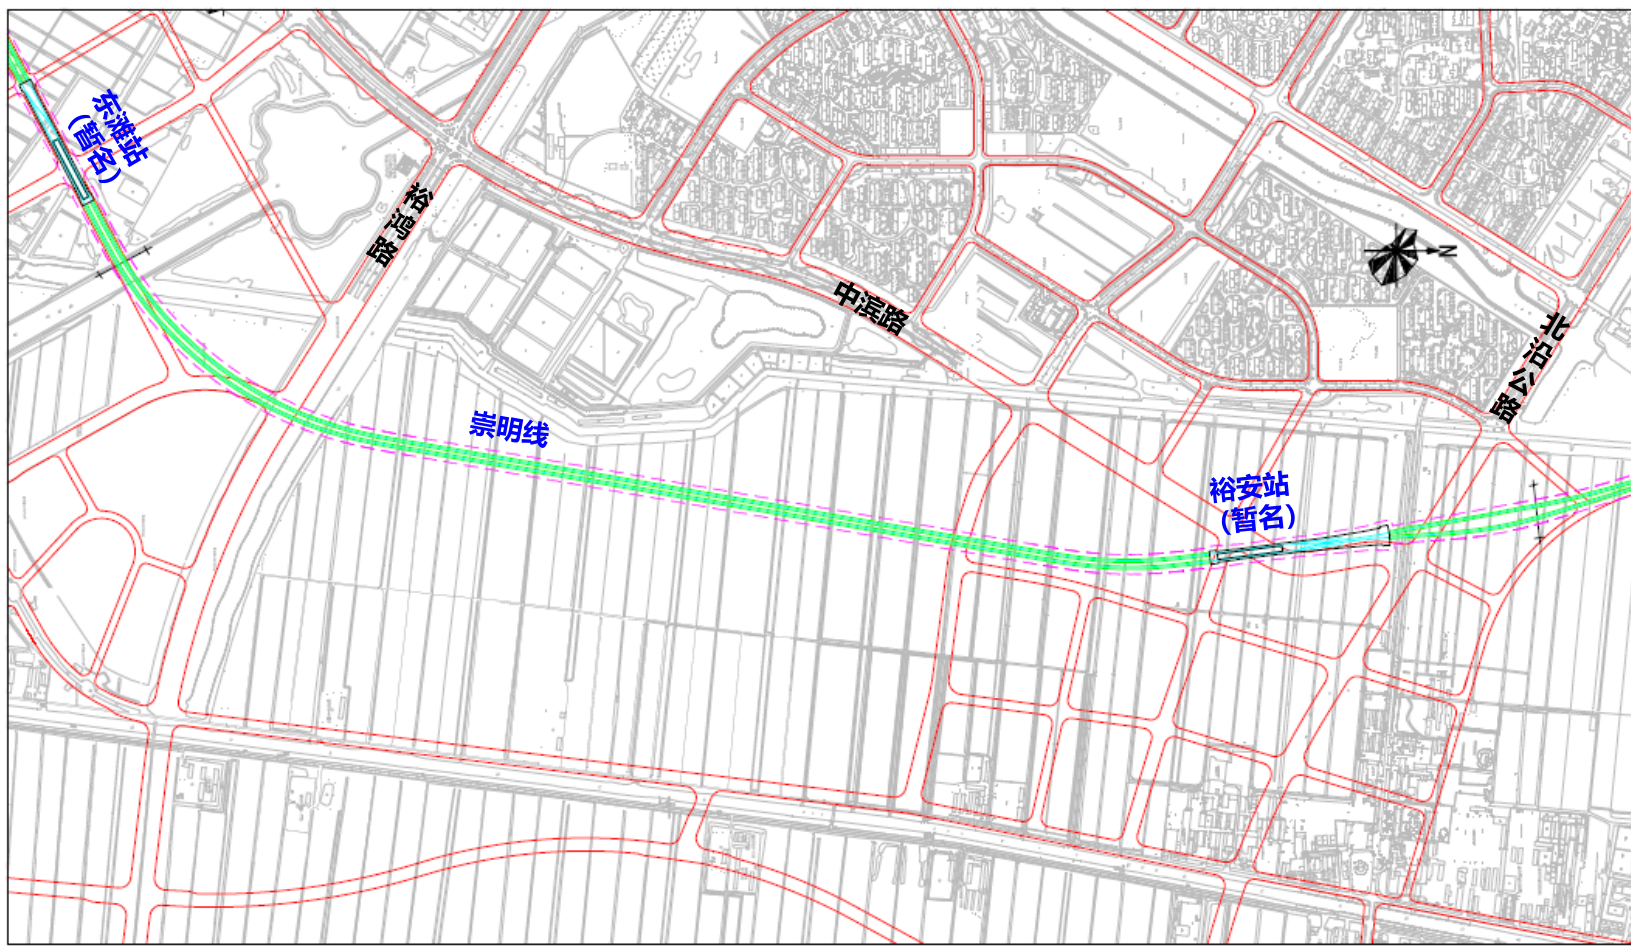 东滩站
（暂名）
裕鸿路
中滨路
N
北沿公路
崇明线
裕安站
（暂名）